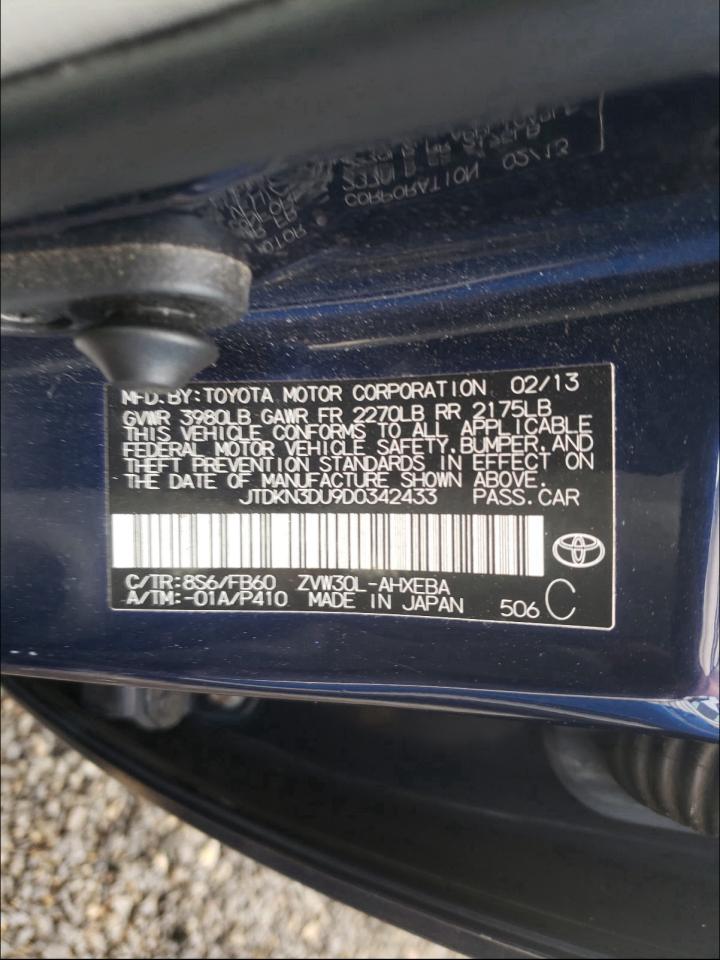 MFD.BY:TOYOTA MOTOR CORPORATION 02/13
GVWR 3980LB GAWR FR 2270LB RR 2175LB
THIS VEHICLE CONFORMS TO ALL APPLICABLE
FEDERAL MOTOR VEHICLE SAFETY,BUMPER,AND
THEFT PREVENTION STANDARDS IN EFFECT ON
THE DATE OF MANUFACTURE SHOWN ABOVE.
JTDKN3DU9D0342433 PASS.CAR
C/TR:8S6/FB60 ZVW30L-AHXEBA
A/TM:-01A/P410 MADE IN JAPAN 506 C